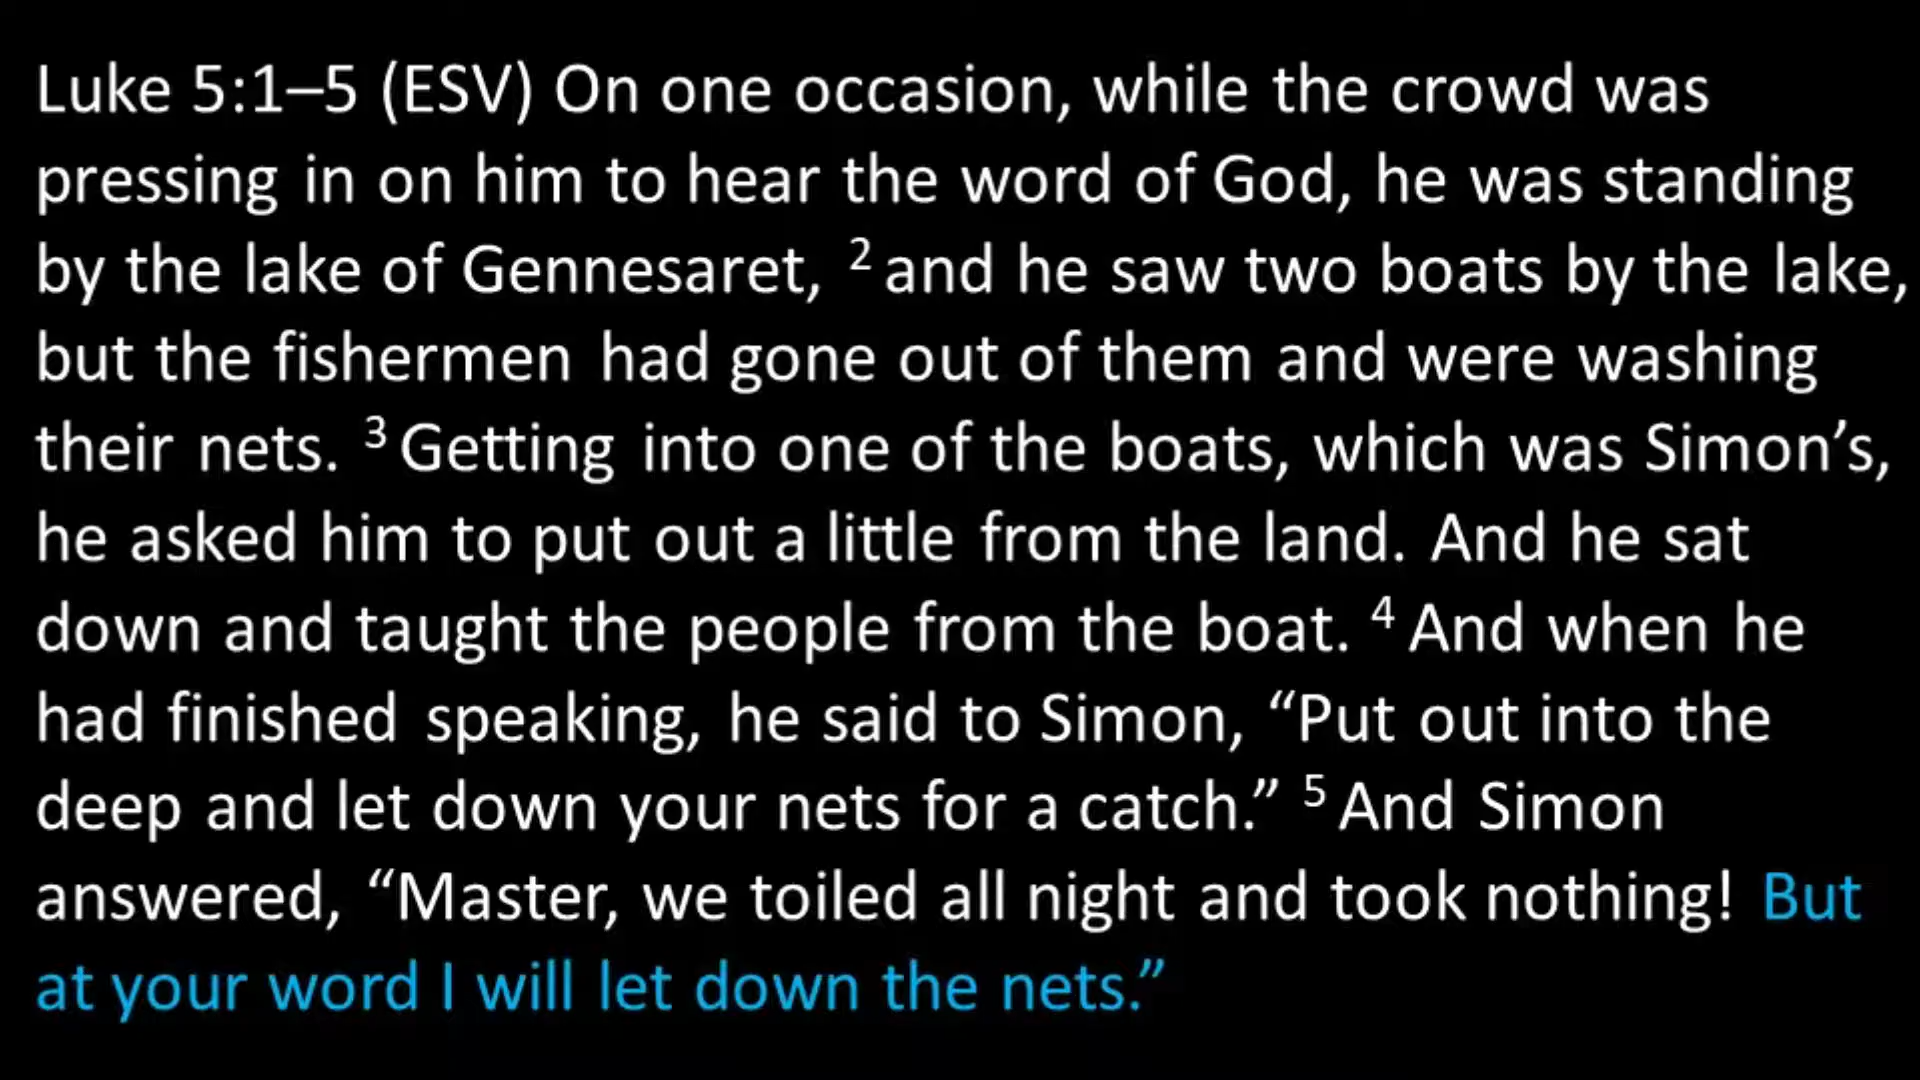 Luke 5:1–5 (ESV) On one occasion, while the crowd was
pressing in on him to hear the word of God, he was standing
by the lake of Gennesaret, ² and he saw two boats by the lake,
but the fishermen had gone out of them and were washing
their nets. ³ Getting into one of the boats, which was Simon’s,
he asked him to put out a little from the land. And he sat
down and taught the people from the boat. ⁴ And when he
had finished speaking, he said to Simon, “Put out into the
deep and let down your nets for a catch.” ⁵ And Simon
answered, “Master, we toiled all night and took nothing! But
at your word I will let down the nets.”